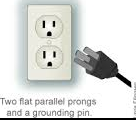 Two flat parallel prongs
and a grounding pin.